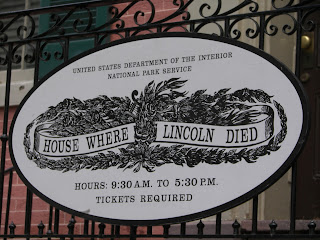 UNITED STATES DEPARTMENT OF THE INTERIOR
NATIONAL PARK SERVICE
HOUSE WHERE LINCOLN DIED
HOURS: 9:30 A.M. TO 5:30 P.M.
TICKETS REQUIRED